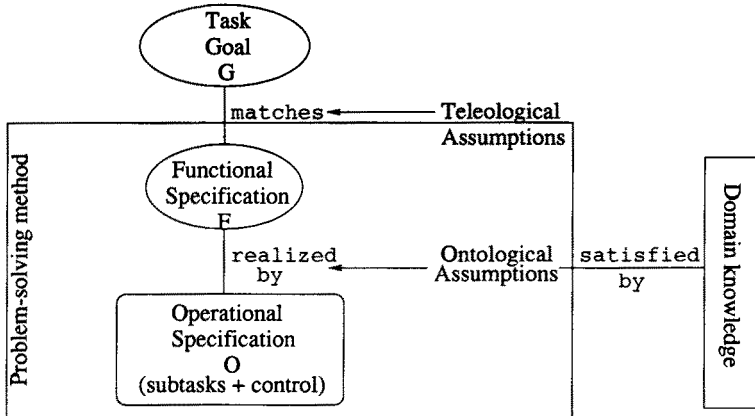 Task
Goal
G
matches
Teleological
Assumptions
Problem-solving method
Functional
Specification
F
realized
by
Ontological
Assumptions
satisfied
by
Domain knowledge
Operational
Specification
O
(subtasks + control)